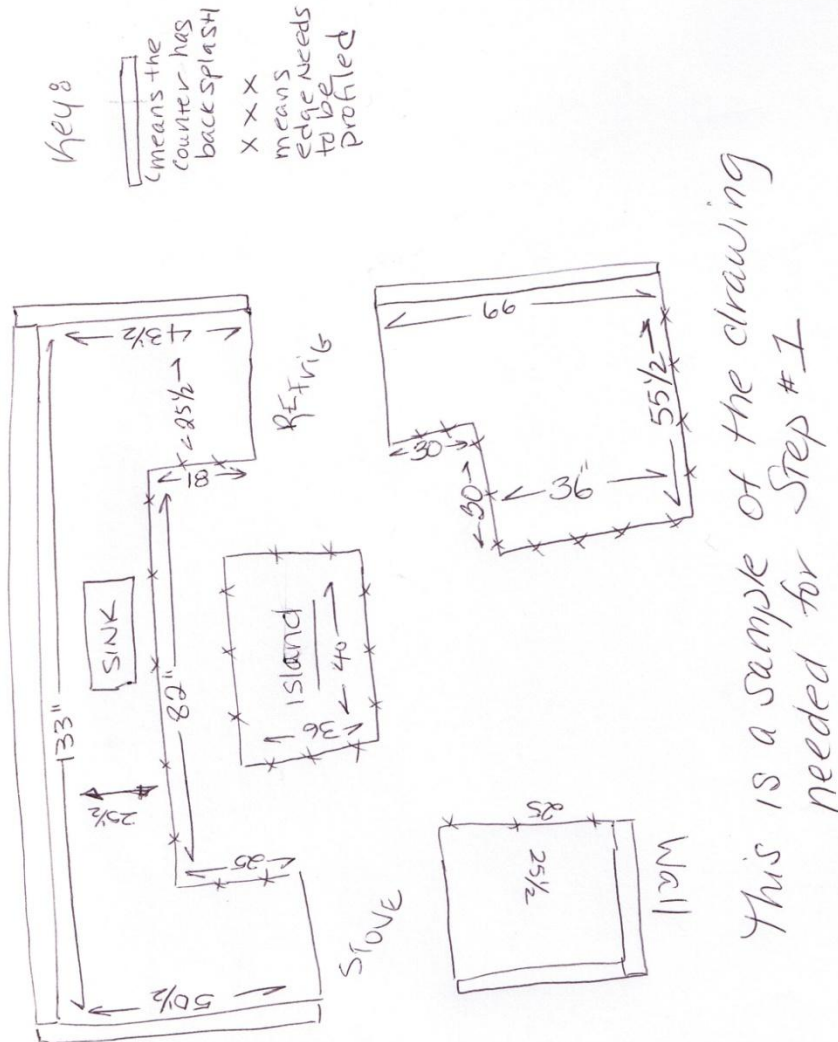 Key:
(means the
counter has
backsplash
X X X
means
edge Needs
to be
profiled
133"
43½
25½
18
SINK
82"
25½
25
50½
REFrig
STOVE
island
40
36
66
30
30
36"
55½
25
25½
Wall
This is a sample of the drawing
needed for Step #1